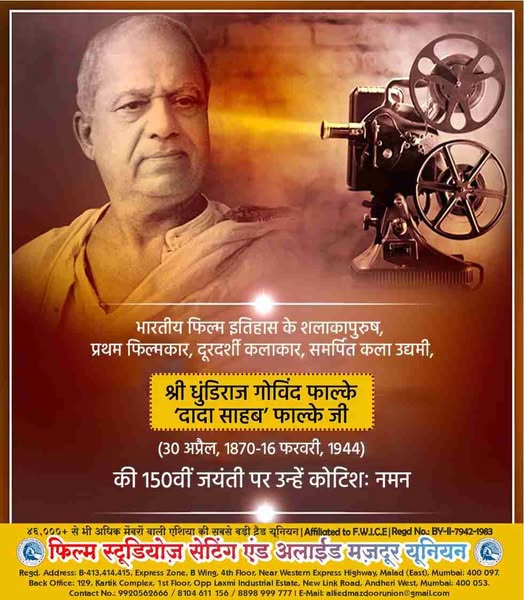 भारतीय फिल्म इतिहास के शलाकापुरुष,
प्रथम फिल्मकार, दूरदर्शी कलाकार, समर्पित कला उद्यमी,
श्री धुंडिराज गोविंद फाल्के
‘दादा साहब’ फाल्के जी
(30 अप्रैल, 1870-16 फरवरी, 1944)
की 150वीं जयंती पर उन्हें कोटिशः नमन
४६,०००+ से भी अधिक मेंबरों वाली एशिया की सबसे बडी ट्रेड यूनियन | Affiliated to F.W.I.C.E | Regd No.: BY-II-7942-1983
फिल्म स्टूडियोज़ सेटिंग एंड अलाईड मज़दूर यूनियन
Regd. Address: B-413,414,415, Express Zone, B Wing, 4th Floor, Near Western Express Highway, Malad (East), Mumbai: 400 097.
Back Office: 129, Kartik Complex, 1st Floor, Opp Laxmi Industrial Estate, New Link Road, Andheri West, Mumbai: 400 053.
Contact No.: 9920562666 / 8104 611 156 / 8898 999 777 I E-Mail: alliedmazdoorunion@gmail.com